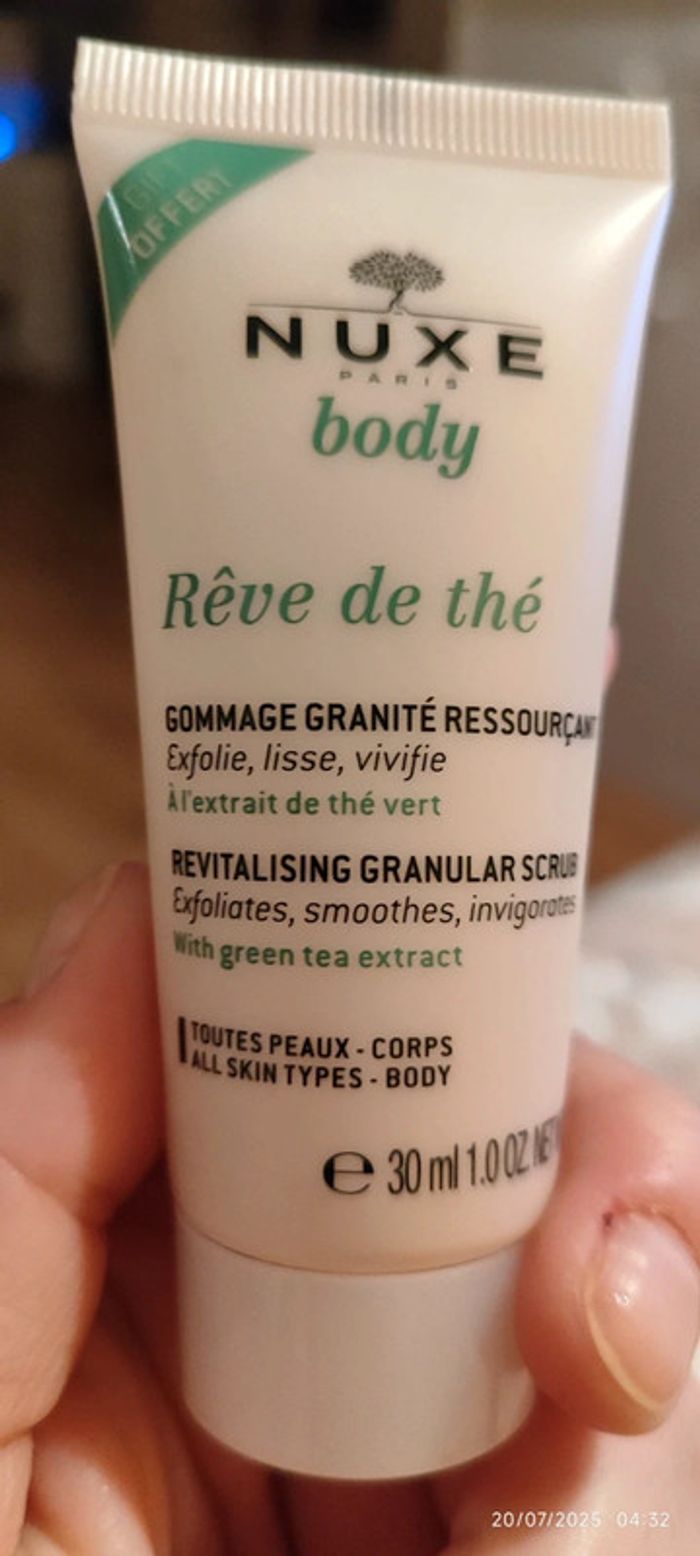 OFFERT
NUXE
PARIS
body
Rêve de thé
GOMMAGE GRANITÉ RESSOURÇANT
Exfolie, lisse, vivifie
À l'extrait de thé vert
REVITALISING GRANULAR SCRUB
Exfoliates, smoothes, invigorates
With green tea extract
TOUTES PEAUX - CORPS
ALL SKIN TYPES - BODY
e 30 ml 1.0 OZ. NET
20/07/2025 04:32